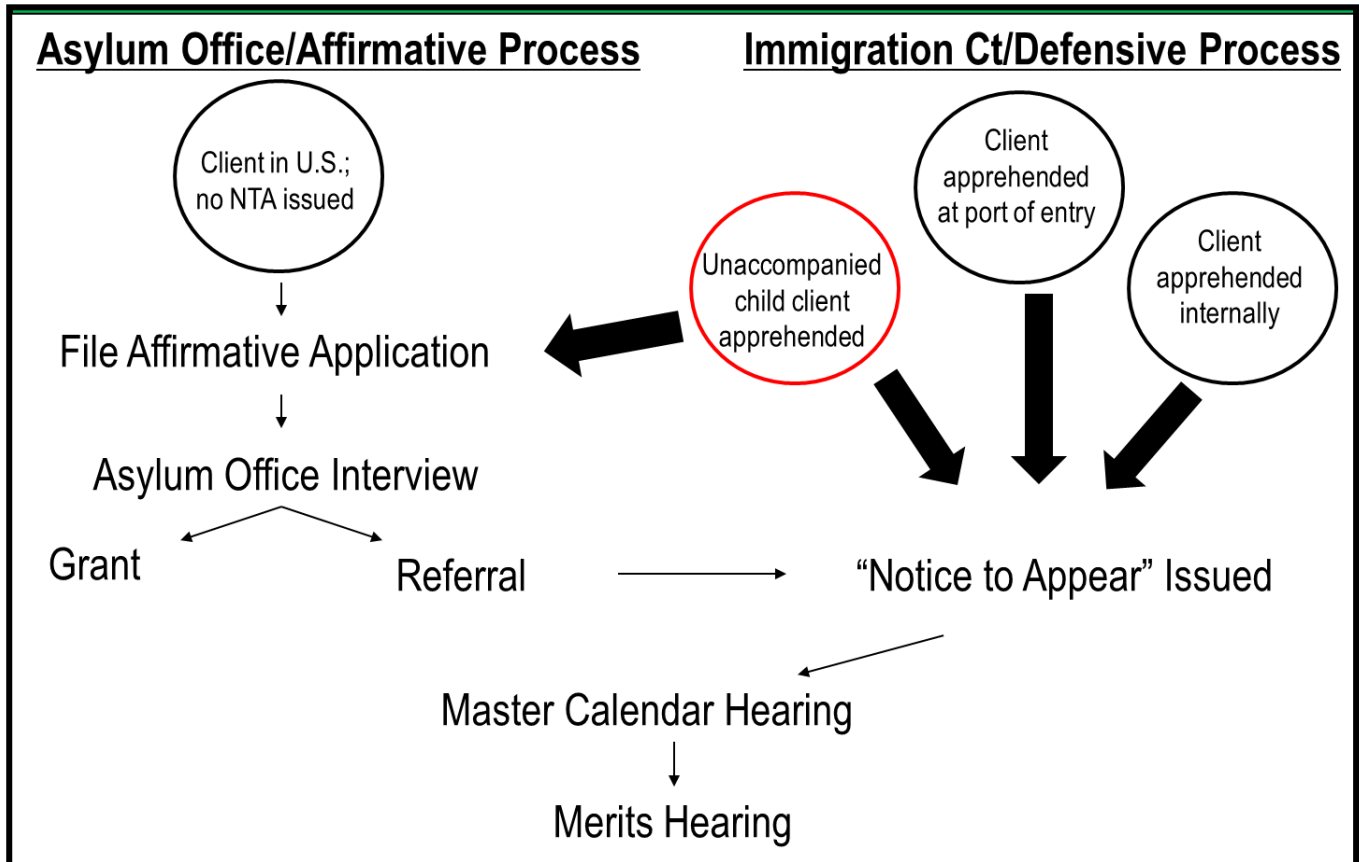 Asylum Office/Affirmative Process
Immigration Ct/Defensive Process
Client in U.S.;
no NTA issued
Unaccompanied
child client
apprehended
Client
apprehended
at port of entry
Client
apprehended
internally
File Affirmative Application
Asylum Office Interview
Grant
Referral
“Notice to Appear” Issued
Master Calendar Hearing
Merits Hearing